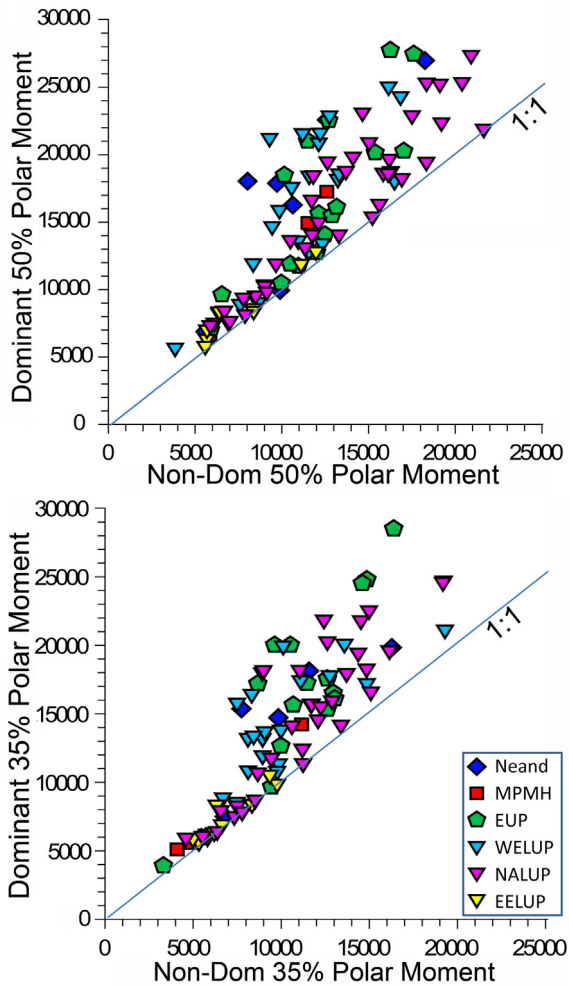 30000
25000
20000
15000
10000
5000
0
Dominant 50% Polar Moment
1:1
0
5000
10000
15000
20000
25000
Non-Dom 50% Polar Moment
30000
25000
20000
15000
10000
5000
0
Dominant 35% Polar Moment
1:1
Neand
MPMH
EUP
WELUP
NALUP
EELUP
0
5000
10000
15000
20000
25000
Non-Dom 35% Polar Moment